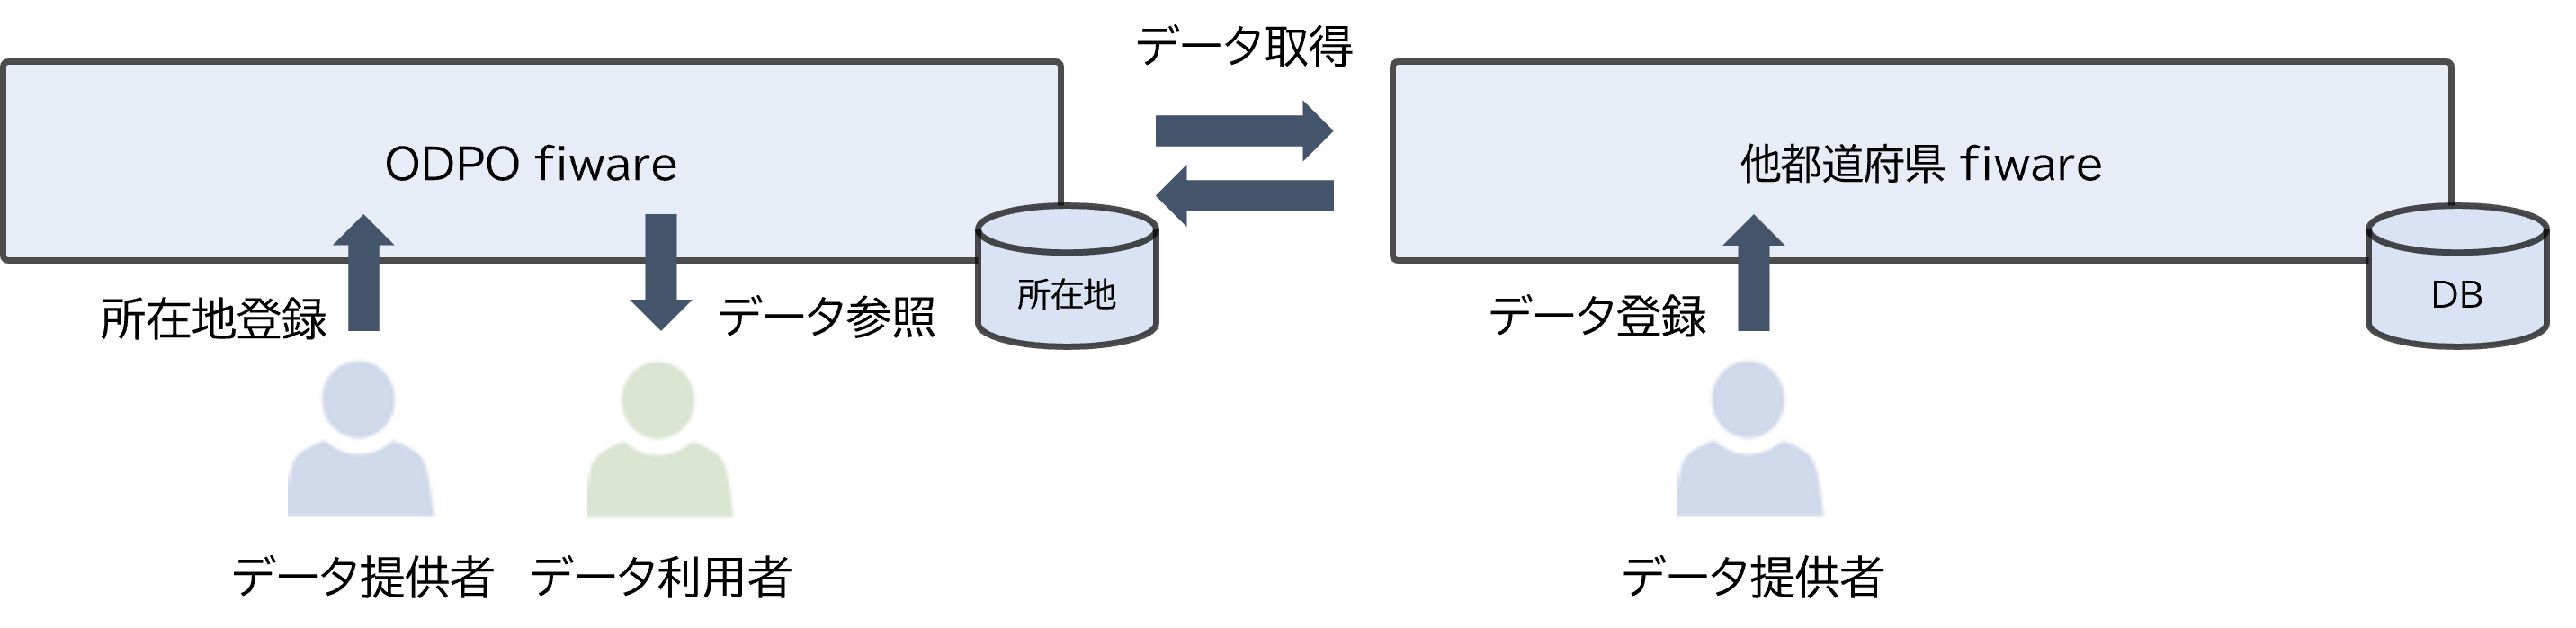 データ取得
ODPO fiware
他都道府県 fiware
所在地
DB
所在地登録
データ参照
データ登録
データ提供者
データ利用者
データ提供者